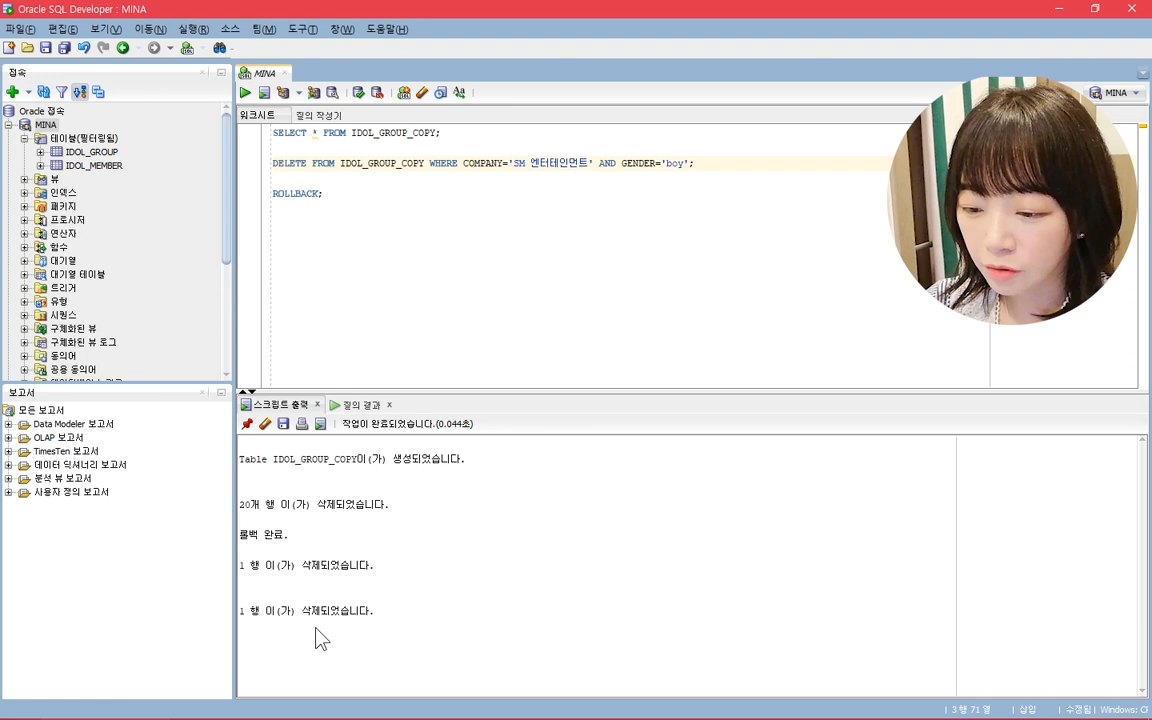 Oracle SQL Developer : MINA
파일(F) 편집(E) 보기(V) 이동(N) 실행(R) 소스 팀(M) 도구(T) 창(W) 도움말(H)
접속
Oracle 접속
MINA
테이블(필터링됨)
IDOL_GROUP
IDOL_MEMBER
뷰
인덱스
패키지
프로시저
연산자
함수
대기열
대기열 테이블
트리거
유형
시퀀스
구체화된 뷰
구체화된 뷰 로그
동의어
공용 동의어
보고서
모든 보고서
Data Modeler 보고서
OLAP 보고서
TimesTen 보고서
데이터 딕셔너리 보고서
분석 뷰 보고서
사용자 정의 보고서
MINA
MINA
워크시트 질의 작성기
SELECT * FROM IDOL_GROUP_COPY;
DELETE FROM IDOL_GROUP_COPY WHERE COMPANY='SM 엔터테인먼트' AND GENDER='boy';
ROLLBACK;
스크립트 출력 질의 결과
작업이 완료되었습니다.(0.044초)
Table IDOL_GROUP_COPY이(가) 생성되었습니다.
20개 행 이(가) 삭제되었습니다.
롤백 완료.
1 행 이(가) 삭제되었습니다.
1 행 이(가) 삭제되었습니다.
3 행 71 열 삽입 수정됨 Windows: CF